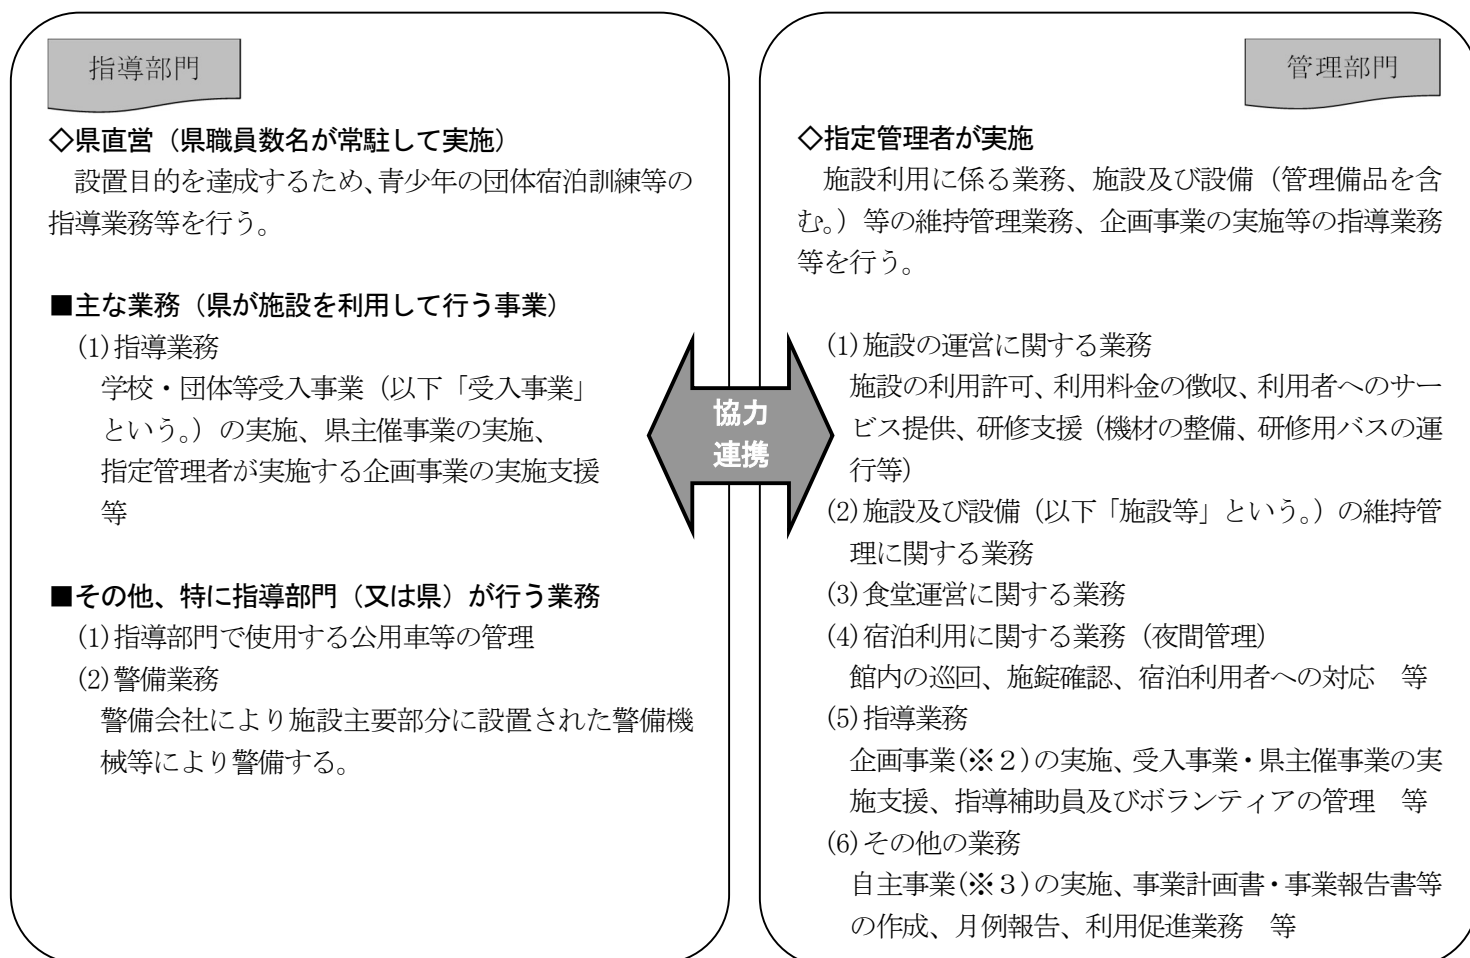 指導部門
◇県直営（県職員数名が常駐して実施）
設置目的を達成するため、青少年の団体宿泊訓練等の
指導業務等を行う。
■主な業務（県が施設を利用して行う事業）
(1)指導業務
学校・団体等受入事業（以下「受入事業」
という。）の実施、県主催事業の実施、
指定管理者が実施する企画事業の実施支援
等
■その他、特に指導部門（又は県）が行う業務
(1)指導部門で使用する公用車等の管理
(2)警備業務
警備会社により施設主要部分に設置された警備機
械等により警備する。
協力
連携
管理部門
◇指定管理者が実施
施設利用に係る業務、施設及び設備（管理備品を含
む。）等の維持管理業務、企画事業の実施等の指導業務
等を行う。
(1)施設の運営に関する業務
施設の利用許可、利用料金の徴収、利用者へのサー
ビス提供、研修支援（機材の整備、研修用バスの運
行等）
(2)施設及び設備（以下「施設等」という。）の維持管
理に関する業務
(3)食堂運営に関する業務
(4)宿泊利用に関する業務（夜間管理）
館内の巡回、施錠確認、宿泊利用者への対応　等
(5)指導業務
企画事業(※２)の実施、受入事業・県主催事業の実
施支援、指導補助員及びボランティアの管理　等
(6)その他の業務
自主事業(※３)の実施、事業計画書・事業報告書等
の作成、月例報告、利用促進業務　等